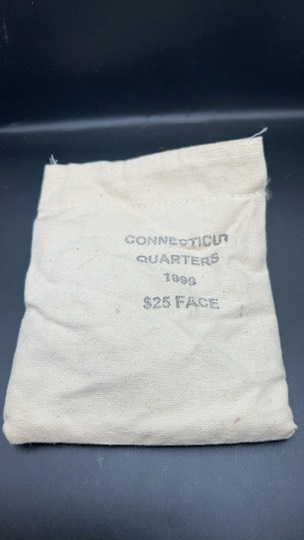 CONNECTICUT
QUARTERS
1999
$25 FACE